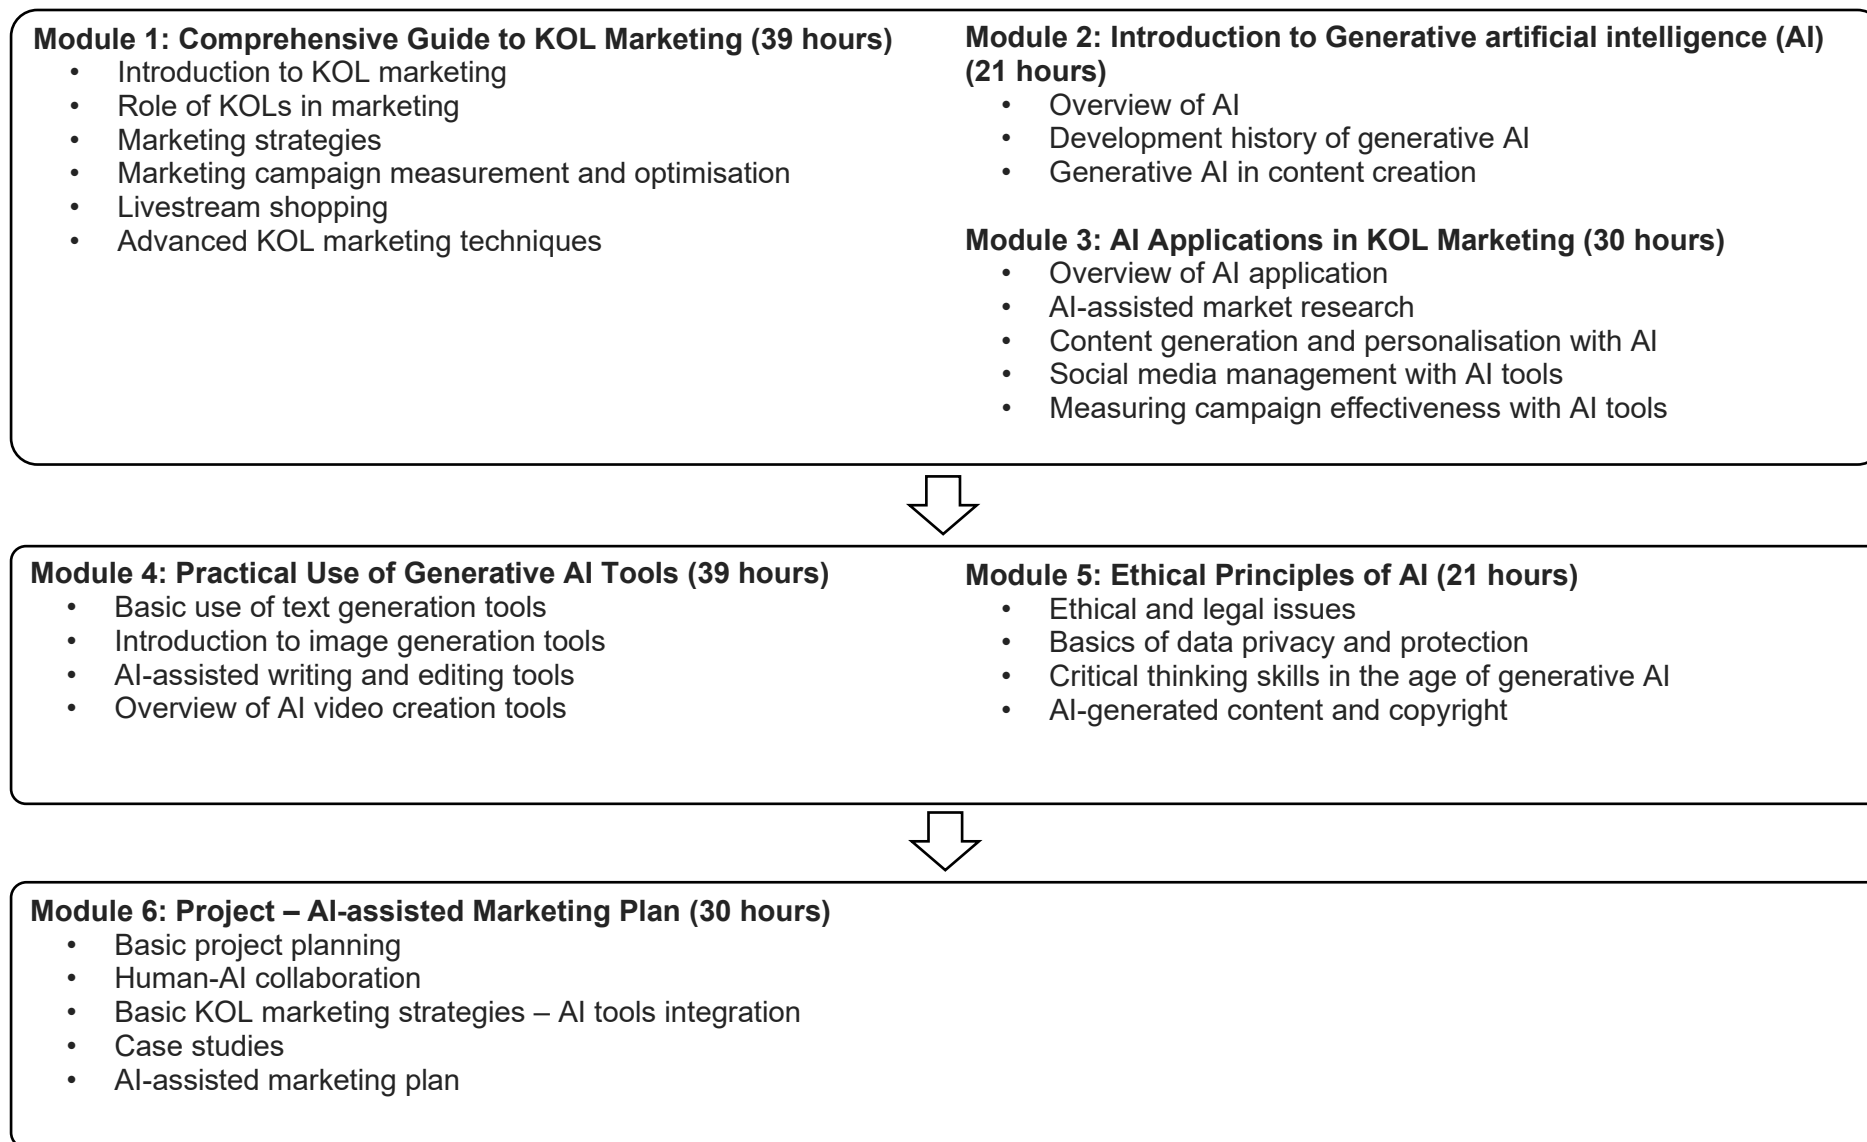 Module 1: Comprehensive Guide to KOL Marketing (39 hours)
• Introduction to KOL marketing
• Role of KOLs in marketing
• Marketing strategies
• Marketing campaign measurement and optimisation
• Livestream shopping
• Advanced KOL marketing techniques
Module 2: Introduction to Generative artificial intelligence (AI)
(21 hours)
• Overview of AI
• Development history of generative AI
• Generative AI in content creation
Module 3: AI Applications in KOL Marketing (30 hours)
• Overview of AI application
• AI-assisted market research
• Content generation and personalisation with AI
• Social media management with AI tools
• Measuring campaign effectiveness with AI tools
Module 4: Practical Use of Generative AI Tools (39 hours)
• Basic use of text generation tools
• Introduction to image generation tools
• AI-assisted writing and editing tools
• Overview of AI video creation tools
Module 5: Ethical Principles of AI (21 hours)
• Ethical and legal issues
• Basics of data privacy and protection
• Critical thinking skills in the age of generative AI
• AI-generated content and copyright
Module 6: Project – AI-assisted Marketing Plan (30 hours)
• Basic project planning
• Human-AI collaboration
• Basic KOL marketing strategies – AI tools integration
• Case studies
• AI-assisted marketing plan